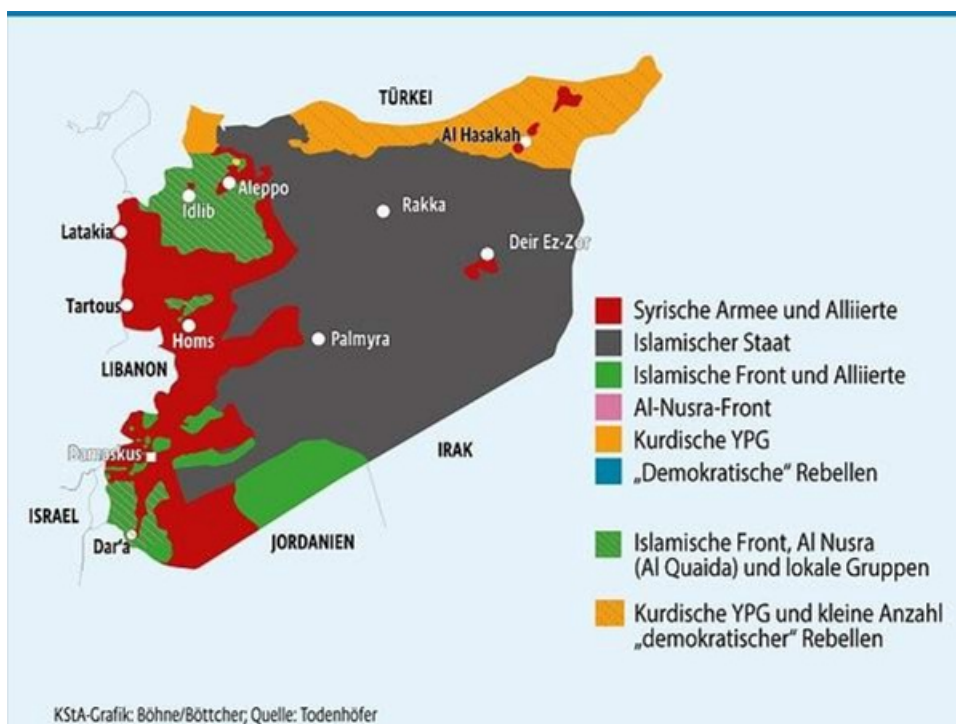 TÜRKEI
Al Hasakah
Aleppo
Idlib
Rakka
Latakia
Deir Ez-Zor
Tartous
Homs
Palmyra
LIBANON
Damaskus
IRAK
ISRAEL
Dar'a
JORDANIEN
Syrische Armee und Alliierte
Islamischer Staat
Islamische Front und Alliierte
Al-Nusra-Front
Kurdische YPG
„Demokratische“ Rebellen
Islamische Front, Al Nusra
(Al Quaida) und lokale Gruppen
Kurdische YPG und kleine Anzahl
„demokratischer“ Rebellen
KStA-Grafik: Böhne/Böttcher; Quelle: Todenhöfer